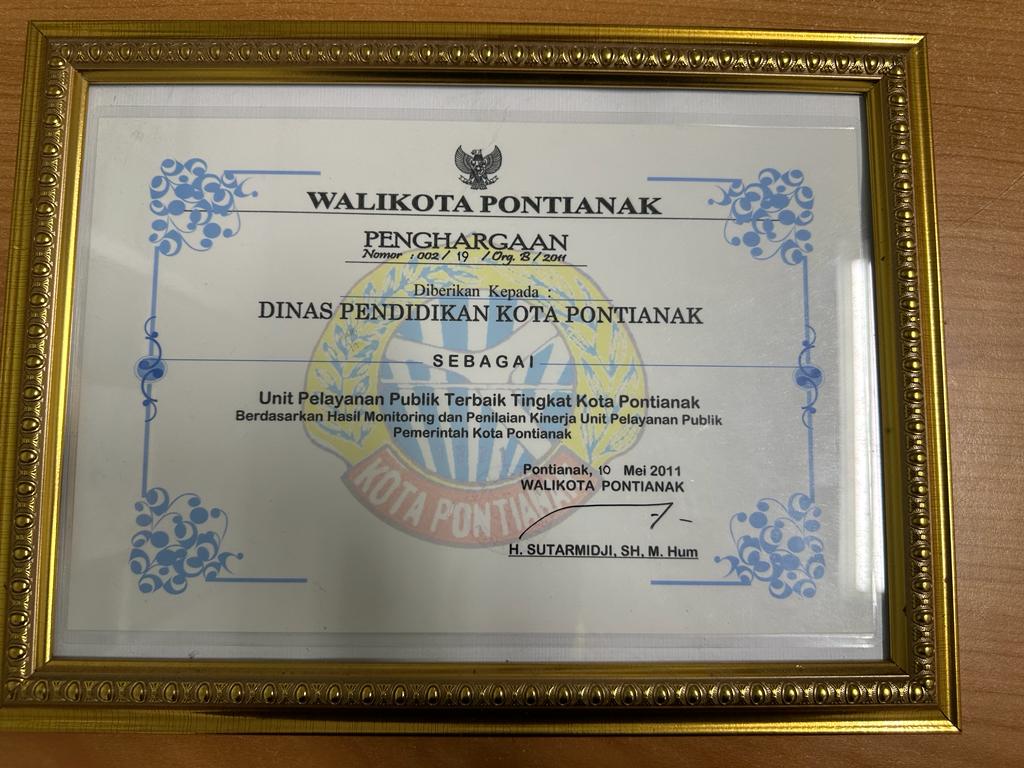 WALIKOTA PONTIANAK
PENGHARGAAN
Nomor : 002 / 19 / Org. B / 2011
Diberikan Kepada :
DINAS PENDIDIKAN KOTA PONTIANAK
SEBAGAI
Unit Pelayanan Publik Terbaik Tingkat Kota Pontianak
Berdasarkan Hasil Monitoring dan Penilaian Kinerja Unit Pelayanan Publik
Pemerintah Kota Pontianak
Pontianak, 10 Mei 2011
WALIKOTA PONTIANAK
KOTA PONTIANAK
H. SUTARMIDJI, SH, M. Hum